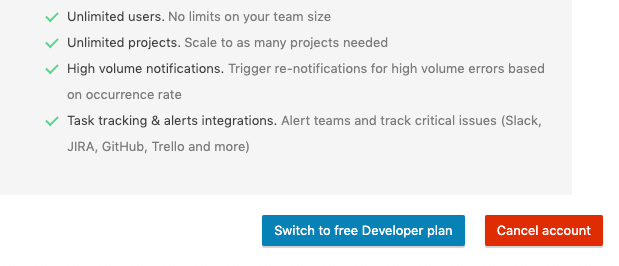 Unlimited users. No limits on your team size
Unlimited projects. Scale to as many projects needed
High volume notifications. Trigger re-notifications for high volume errors based
on occurrence rate
Task tracking & alerts integrations. Alert teams and track critical issues (Slack,
JIRA, GitHub, Trello and more)
Switch to free Developer plan Cancel account